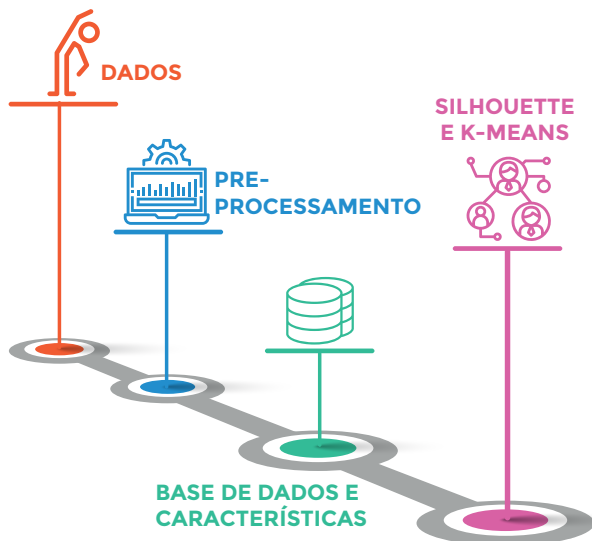 DADOS
PRE-
PROCESSAMENTO
BASE DE DADOS E
CARACTERÍSTICAS
SILHOUETTE
E K-MEANS